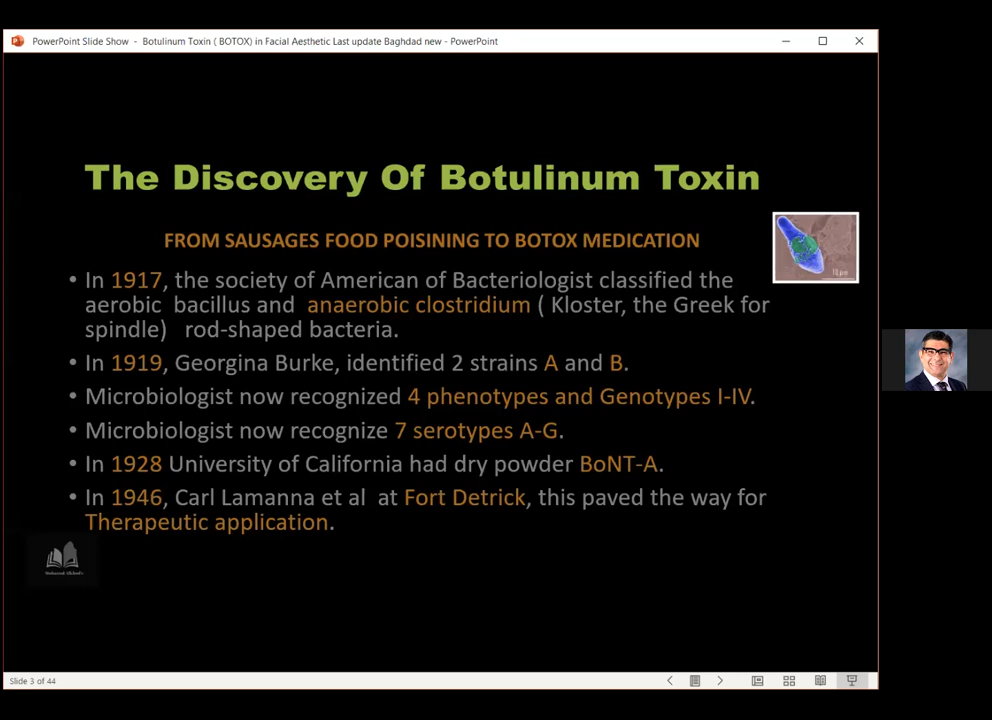 PowerPoint Slide Show - Botulinum Toxin ( BOTOX) in Facial Aesthetic Last update Baghdad new - PowerPoint
The Discovery Of Botulinum Toxin
FROM SAUSAGES FOOD POISINING TO BOTOX MEDICATION
• In 1917, the society of American of Bacteriologist classified the
aerobic bacillus and anaerobic clostridium ( Kloster, the Greek for
spindle) rod-shaped bacteria.
• In 1919, Georgina Burke, identified 2 strains A and B.
• Microbiologist now recognized 4 phenotypes and Genotypes I-IV.
• Microbiologist now recognize 7 serotypes A-G.
• In 1928 University of California had dry powder BoNT-A.
• In 1946, Carl Lamanna et al at Fort Detrick, this paved the way for
Therapeutic application.
Slide 3 of 44